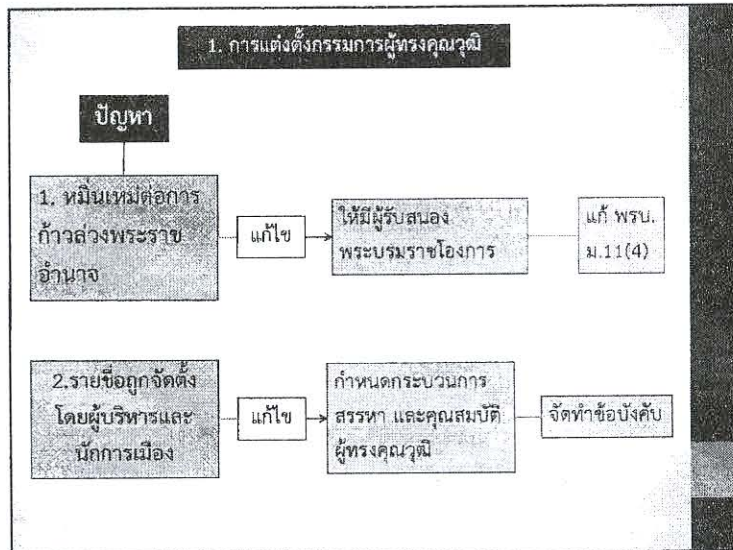 1. การแต่งตั้งกรรมการผู้ทรงคุณวุฒิ
ปัญหา
1. หมิ่นเหม่ต่อการ
ก้าวล่วงพระราช
อำนาจ
แก้ไข
ให้มีผู้รับสนอง
พระบรมราชโองการ
แก้ พรบ.
ม.11(4)
2.รายชื่อถูกจัดตั้ง
โดยผู้บริหารและ
นักการเมือง
แก้ไข
กำหนดกระบวนการ
สรรหา และคุณสมบัติ
ผู้ทรงคุณวุฒิ
จัดทำข้อบังคับ